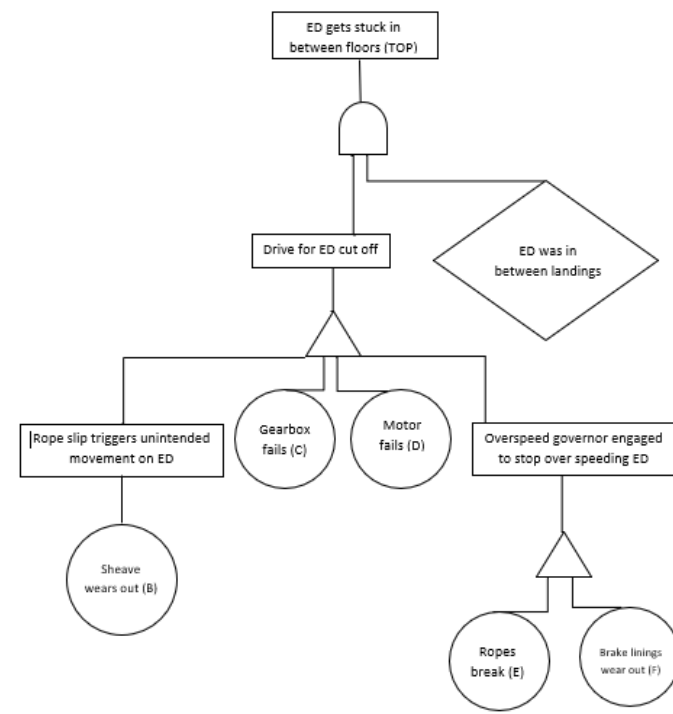 ED gets stuck in
between floors (TOP)
Drive for ED cut off
ED was in
between landings
Rope slip triggers unintended
movement on ED
Gearbox
fails (C)
Motor
fails (D)
Overspeed governor engaged
to stop over speeding ED
Sheave
wears out (B)
Ropes
break (E)
Brake linings
wear out (F)